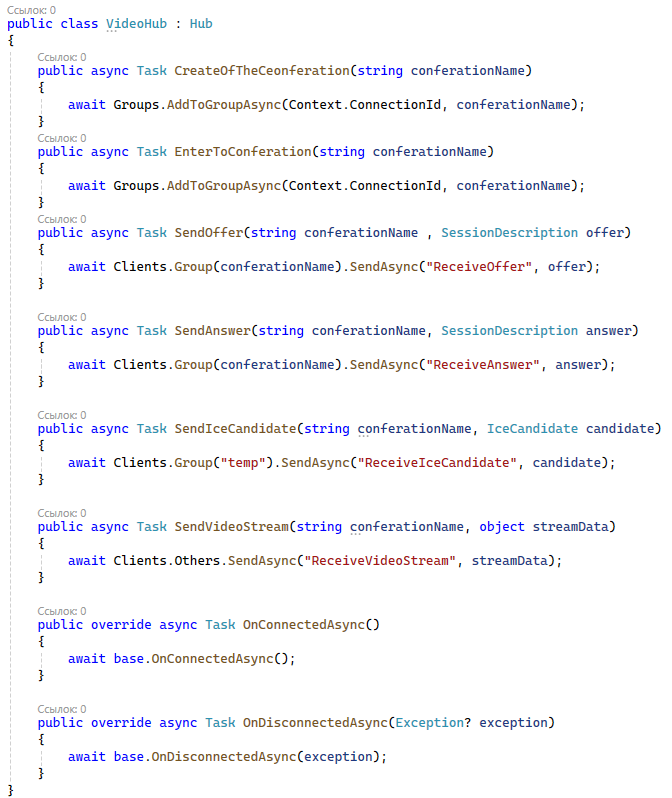 Ссылок: 0
public class VideoHub : Hub
{
Ссылок: 0
public async Task CreateOfTheCeonferation(string conferationName)
{
await Groups.AddToGroupAsync(Context.ConnectionId, conferationName);
}
Ссылок: 0
public async Task EnterToConferation(string conferationName)
{
await Groups.AddToGroupAsync(Context.ConnectionId, conferationName);
}
Ссылок: 0
public async Task SendOffer(string conferationName , SessionDescription offer)
{
await Clients.Group(conferationName).SendAsync("ReceiveOffer", offer);
}
Ссылок: 0
public async Task SendAnswer(string conferationName, SessionDescription answer)
{
await Clients.Group(conferationName).SendAsync("ReceiveAnswer", answer);
}
Ссылок: 0
public async Task SendIceCandidate(string conferationName, IceCandidate candidate)
{
await Clients.Group("temp").SendAsync("ReceiveIceCandidate", candidate);
}
Ссылок: 0
public async Task SendVideoStream(string conferationName, object streamData)
{
await Clients.Others.SendAsync("ReceiveVideoStream", streamData);
}
Ссылок: 0
public override async Task OnConnectedAsync()
{
await base.OnConnectedAsync();
}
Ссылок: 0
public override async Task OnDisconnectedAsync(Exception? exception)
{
await base.OnDisconnectedAsync(exception);
}
}